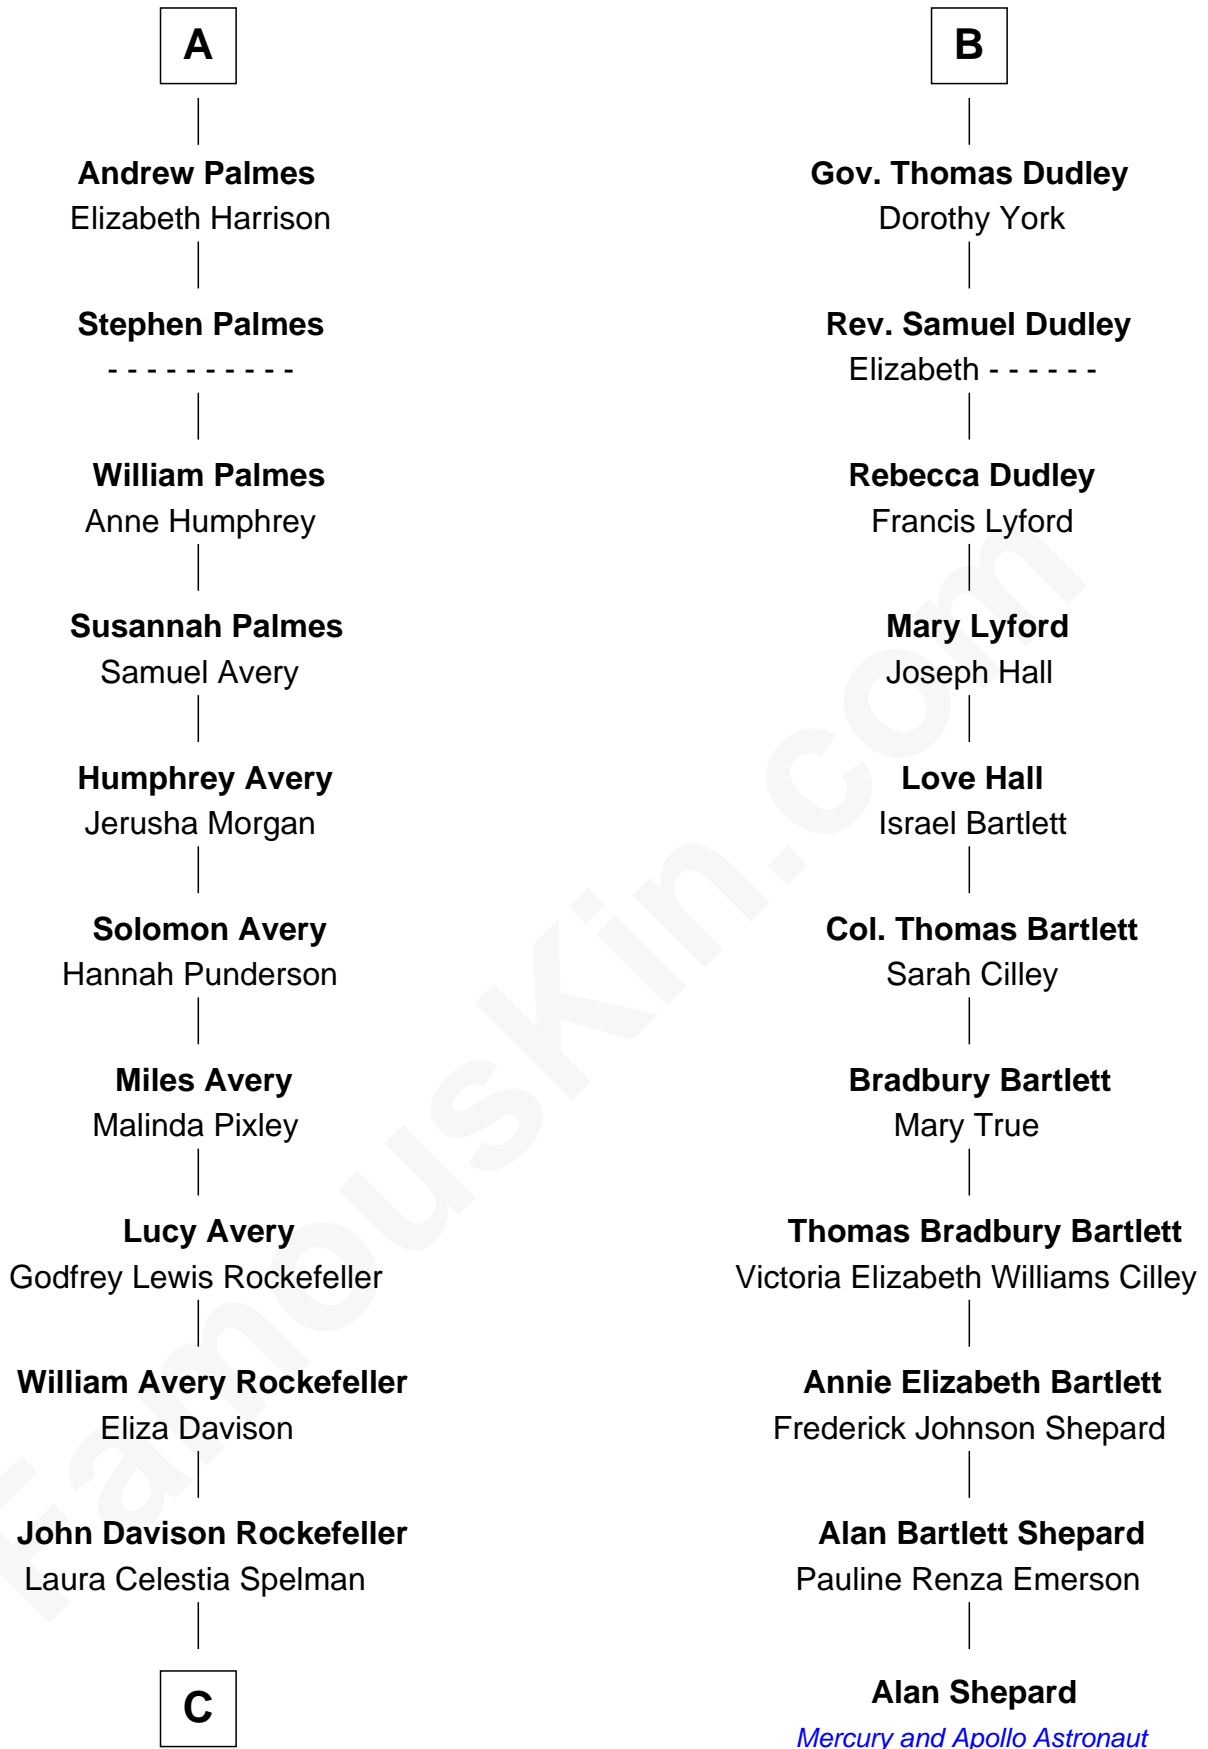 A
Andrew Palmes
Elizabeth Harrison
Stephen Palmes
- - - - - - - - - -
William Palmes
Anne Humphrey
Susannah Palmes
Samuel Avery
Humphrey Avery
Jerusha Morgan
Solomon Avery
Hannah Punderson
Miles Avery
Malinda Pixley
Lucy Avery
Godfrey Lewis Rockefeller
William Avery Rockefeller
Eliza Davison
John Davison Rockefeller
Laura Celestia Spelman
C
B
Gov. Thomas Dudley
Dorothy York
Rev. Samuel Dudley
Elizabeth - - - - - -
Rebecca Dudley
Francis Lyford
Mary Lyford
Joseph Hall
Love Hall
Israel Bartlett
Col. Thomas Bartlett
Sarah Cilley
Bradbury Bartlett
Mary True
Thomas Bradbury Bartlett
Victoria Elizabeth Williams Cilley
Annie Elizabeth Bartlett
Frederick Johnson Shepard
Alan Bartlett Shepard
Pauline Renza Emerson
Alan Shepard
Mercury and Apollo Astronaut
FamousKin.com